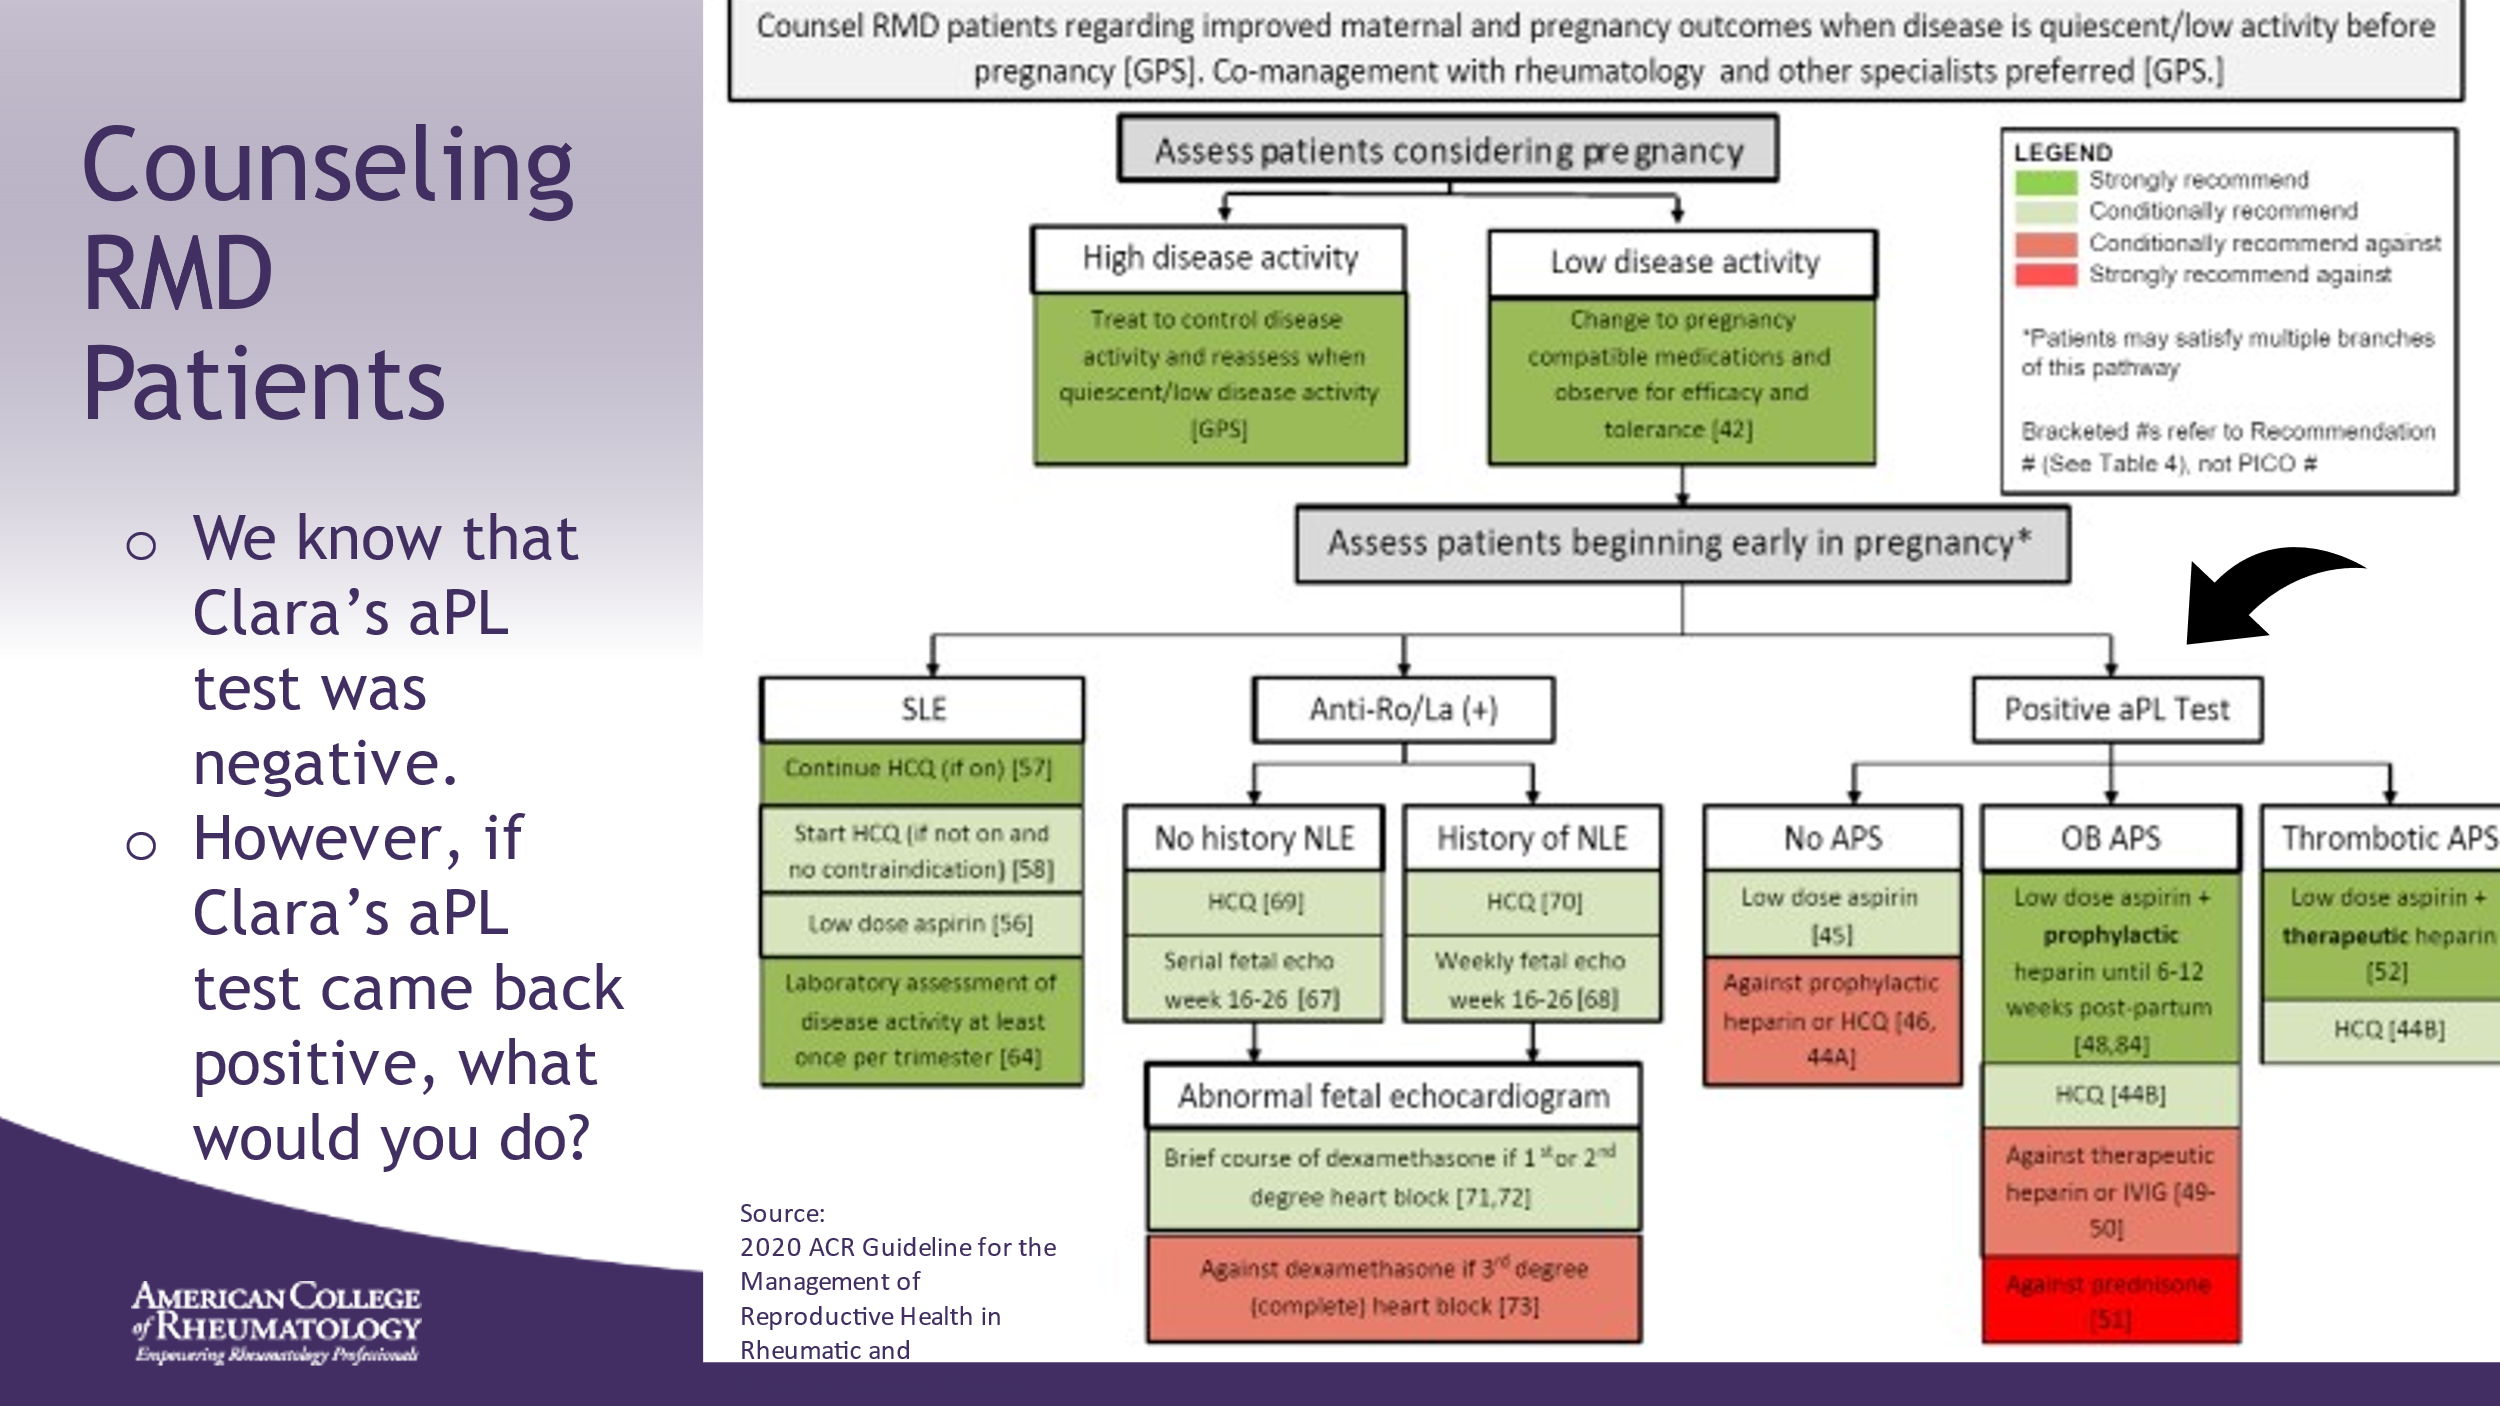 Counseling
RMD
Patients
o We know that
Clara’s aPL
test was
negative.
o However, if
Clara’s aPL
test came back
positive, what
would you do?
AMERICAN COLLEGE
of RHEUMATOLOGY
Empowering Rheumatology Professionals
Counsel RMD patients regarding improved maternal and pregnancy outcomes when disease is quiescent/low activity before
pregnancy [GPS]. Co-management with rheumatology and other specialists preferred [GPS.]
Assess patients considering pregnancy
LEGEND
Strongly recommend
Conditionally recommend
Conditionally recommend against
Strongly recommend against
*Patients may satisfy multiple branches
of this pathway
Bracketed #s refer to Recommendation
# (See Table 4), not PICO #
High disease activity
Treat to control disease
activity and reassess when
quiescent/low disease activity
[GPS]
Low disease activity
Change to pregnancy
compatible medications and
observe for efficacy and
tolerance [42]
Assess patients beginning early in pregnancy*
SLE
Continue HCQ (if on) [57]
Start HCQ (if not on and
no contraindication) [58]
Low dose aspirin [56]
Laboratory assessment of
disease activity at least
once per trimester [64]
Anti-Ro/La (+)
No history NLE
HCQ [69]
Serial fetal echo
week 16-26 [67]
History of NLE
HCQ [70]
Weekly fetal echo
week 16-26 [68]
Abnormal fetal echocardiogram
Brief course of dexamethasone if 1st or 2nd
degree heart block [71,72]
Against dexamethasone if 3rd degree
(complete) heart block [73]
Positive aPL Test
No APS
Low dose aspirin
[45]
Against prophylactic
heparin or HCQ [46,
44A]
OB APS
Low dose aspirin +
prophylactic
heparin until 6-12
weeks post-partum
[48,84]
HCQ [44B]
Against therapeutic
heparin or IVIG [49-
50]
Against prednisone
[51]
Thrombotic APS
Low dose aspirin +
therapeutic heparin
[52]
HCQ [44B]
Source:
2020 ACR Guideline for the
Management of
Reproductive Health in
Rheumatic and